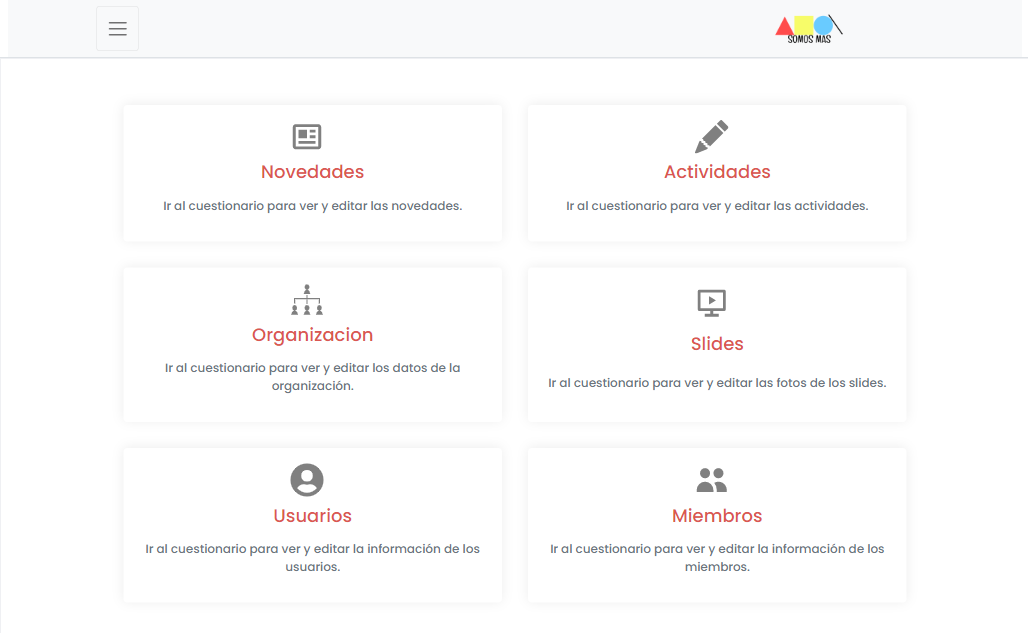 SOMOS MAS
Novedades
Ir al cuestionario para ver y editar las novedades.
Actividades
Ir al cuestionario para ver y editar las actividades.
Organizacion
Ir al cuestionario para ver y editar los datos de la
organización.
Slides
Ir al cuestionario para ver y editar las fotos de los slides.
Usuarios
Ir al cuestionario para ver y editar la información de los
usuarios.
Miembros
Ir al cuestionario para ver y editar la información de los
miembros.